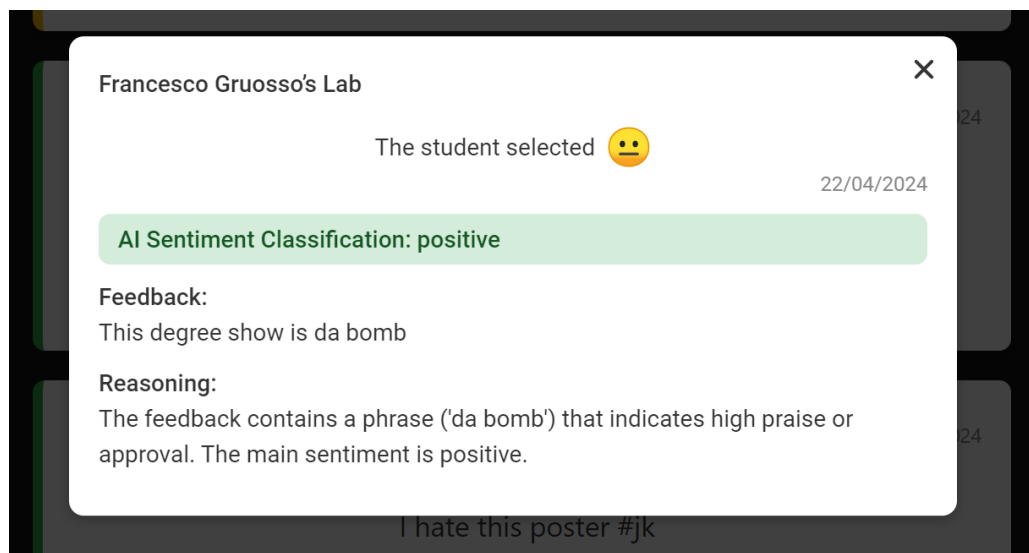 Francesco Gruosso’s Lab
The student selected
24
22/04/2024
AI Sentiment Classification: positive
Feedback:
This degree show is da bomb
Reasoning:
The feedback contains a phrase ('da bomb') that indicates high praise or
approval. The main sentiment is positive.
24
I hate this poster #jk